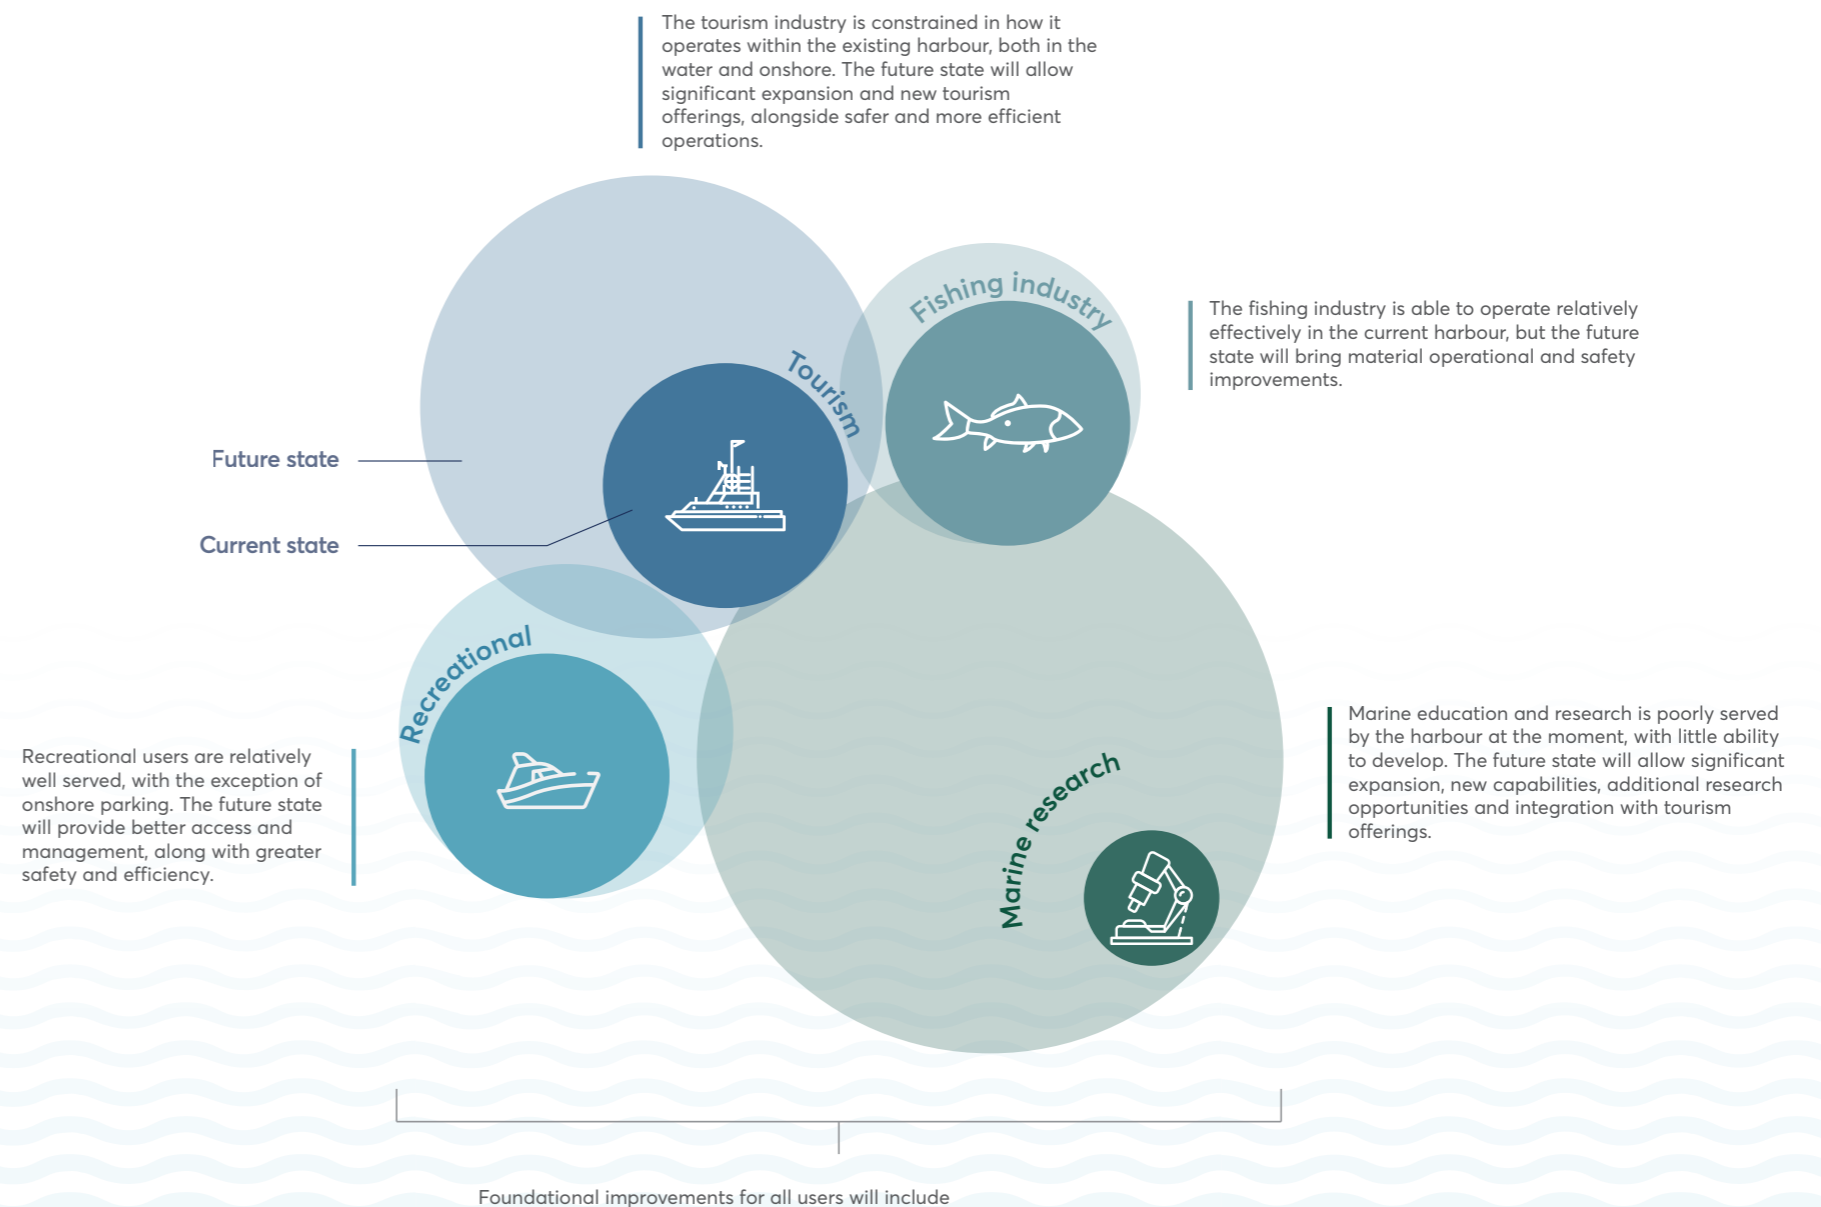 The tourism industry is constrained in how it
operates within the existing harbour, both in the
water and onshore. The future state will allow
significant expansion and new tourism
offerings, alongside safer and more efficient
operations.
Fishing industry
The fishing industry is able to operate relatively
effectively in the current harbour, but the future
state will bring material operational and safety
improvements.
Tourism
Future state
Current state
Recreational
Recreational users are relatively
well served, with the exception of
onshore parking. The future state
will provide better access and
management, along with greater
safety and efficiency.
Marine research
Marine education and research is poorly served
by the harbour at the moment, with little ability
to develop. The future state will allow significant
expansion, new capabilities, additional research
opportunities and integration with tourism
offerings.
Foundational improvements for all users will include